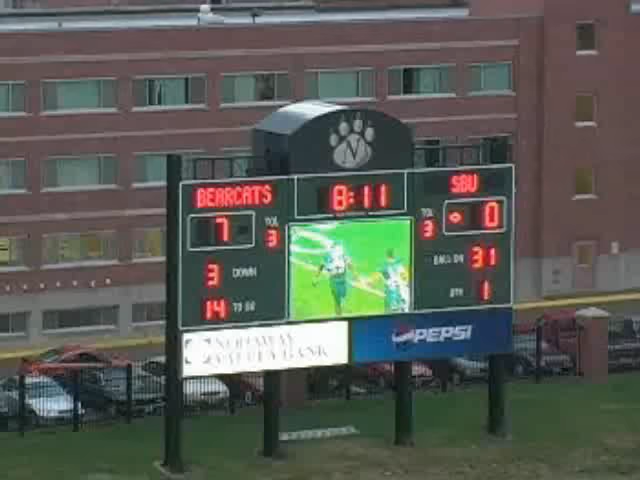 N
BEARCATS 8:11 SBU
7 TOL 3 TOL 3 0
3 DOWN BALL ON 31
14 TO GO QTR 1
NODAWAY VALLEY BANK
PEPSI